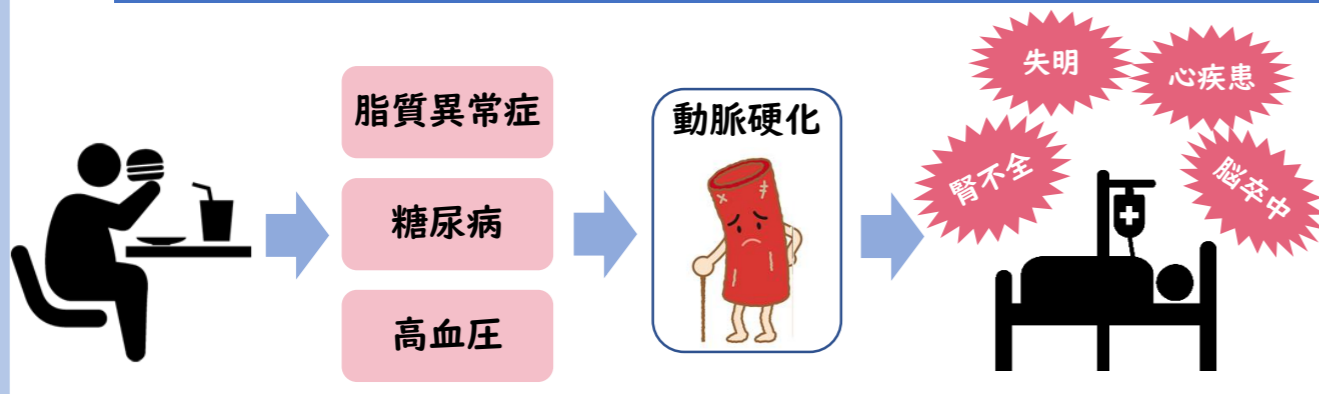 脂質異常症
糖尿病
高血圧
動脈硬化
腎不全
失明
心疾患
脳卒中